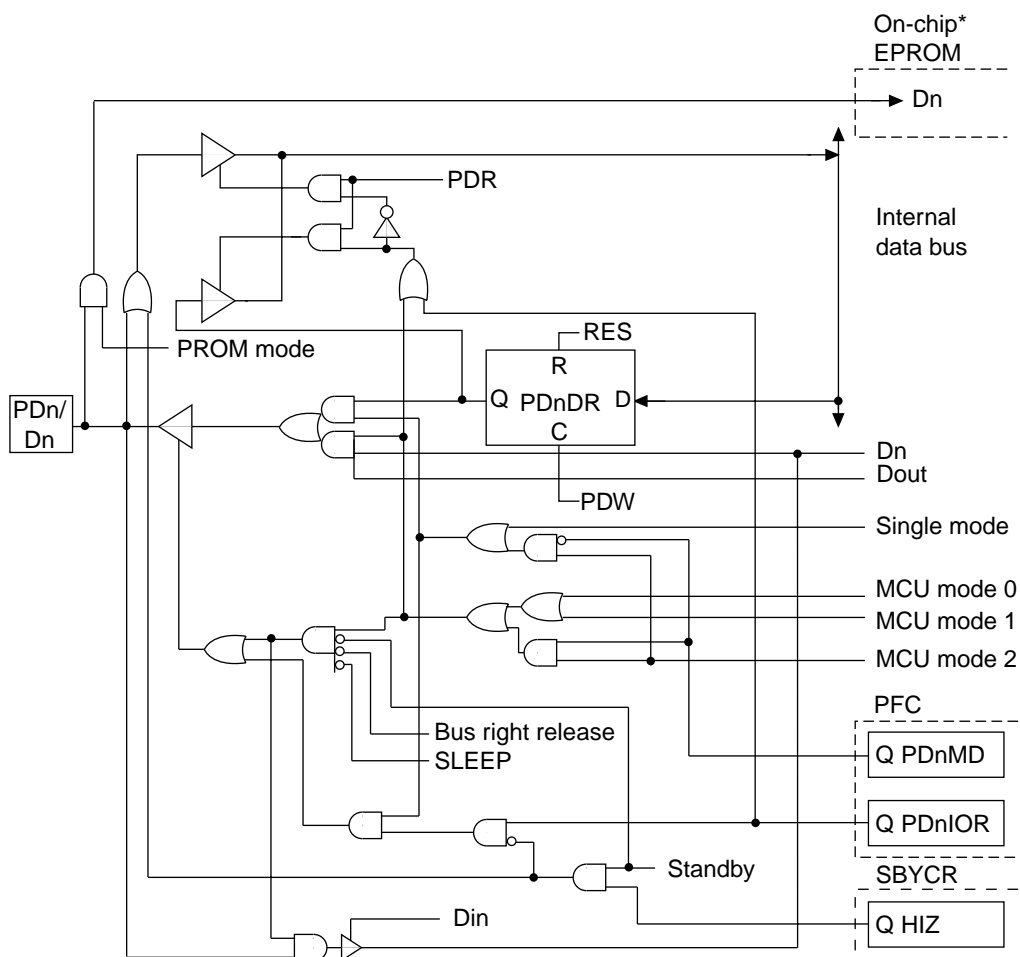 On-chip*
EPROM
Dn
PDR
Internal
data bus
RES
PROM mode
R
Q PDnDR D
C
PDn/
Dn
Dn
Dout
PDW
Single mode
MCU mode 0
MCU mode 1
MCU mode 2
PFC
Bus right release
Q PDnMD
SLEEP
Q PDnIOR
Standby
SBYCR
Din
Q HIZ